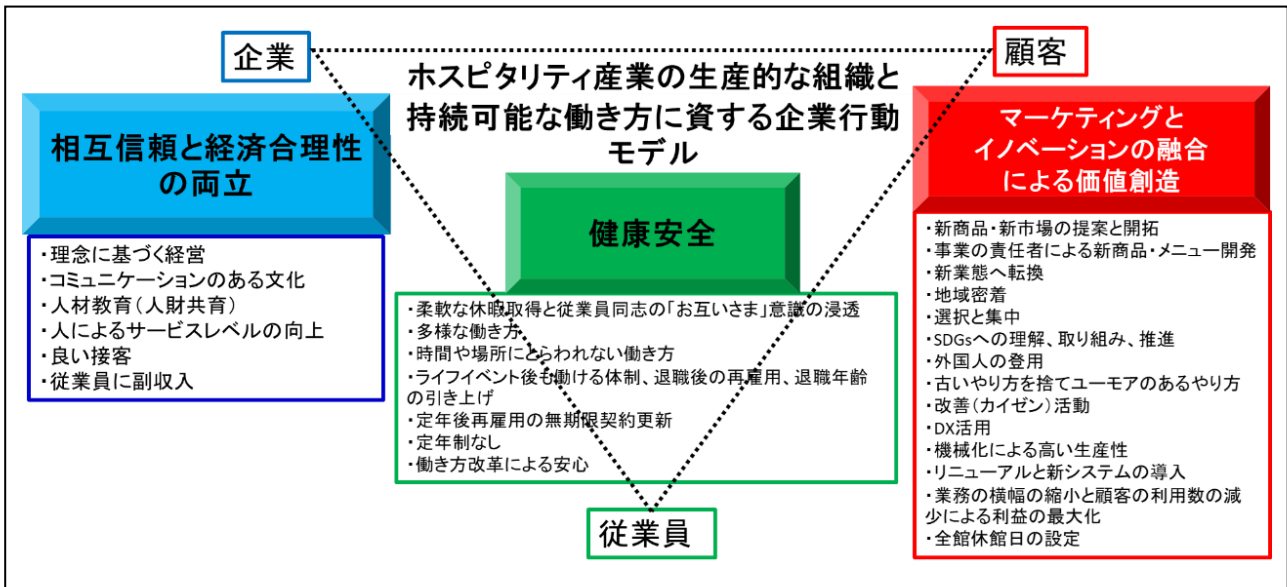 企業
顧客
ホスピタリティ産業の生産的な組織と
持続可能な働き方に資する企業行動
モデル
相互信頼と経済合理性
の両立
・理念に基づく経営
・コミュニケーションのある文化
・人材教育(人財共育)
・人によるサービスレベルの向上
・良い接客
・従業員に副収入
健康安全
・柔軟な休暇取得と従業員同志の「お互いさま」意識の浸透
・多様な働き方
・時間や場所にとらわれない働き方
・ライフイベント後も働ける体制、退職後の再雇用、退職年齢
の引き上げ
・定年後再雇用の無期限契約更新
・定年制なし
・働き方改革による安心
従業員
マーケティングと
イノベーションの融合
による価値創造
・新商品・新市場の提案と開拓
・事業の責任者による新商品・メニュー開発
・新業態へ転換
・地域密着
・選択と集中
・SDGsへの理解、取り組み、推進
・外国人の登用
・古いやり方を捨てユーモアのあるやり方
・改善(カイゼン)活動
・DX活用
・機械化による高い生産性
・リニューアルと新システムの導入
・業務の横幅の縮小と顧客の利用数の減
少による利益の最大化
・全館休館日の設定